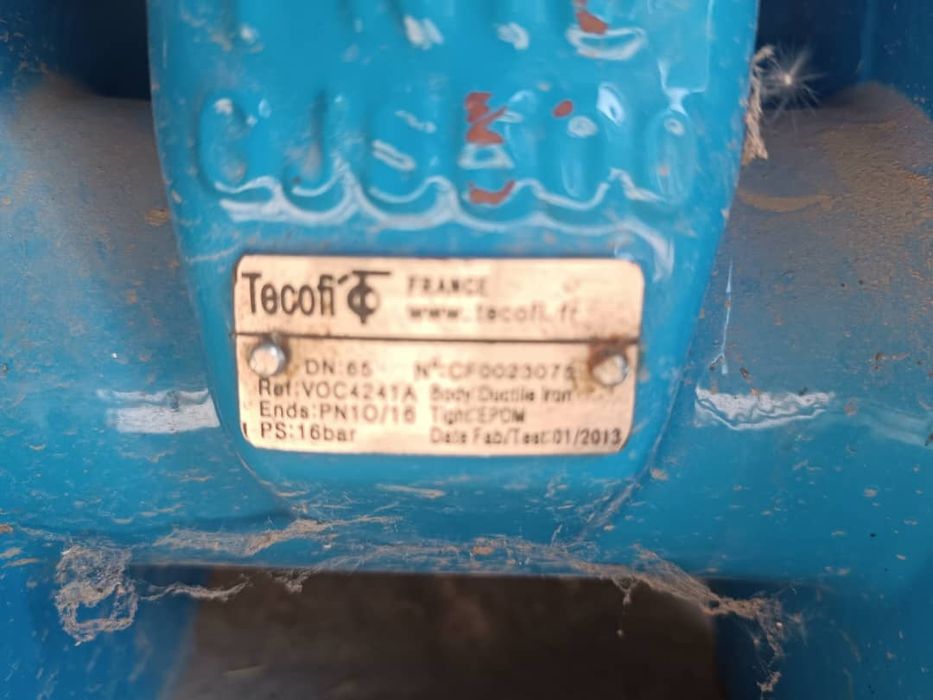 GJS500
Tecofi FRANCE
www.tecofi.fr
DN:65 N°:CF0023075
Ref:VOC4241A Body:Ductile Iron
Ends:PN10/16 Tight:EPDM
PS:16bar Date Fab/Test:01/2013